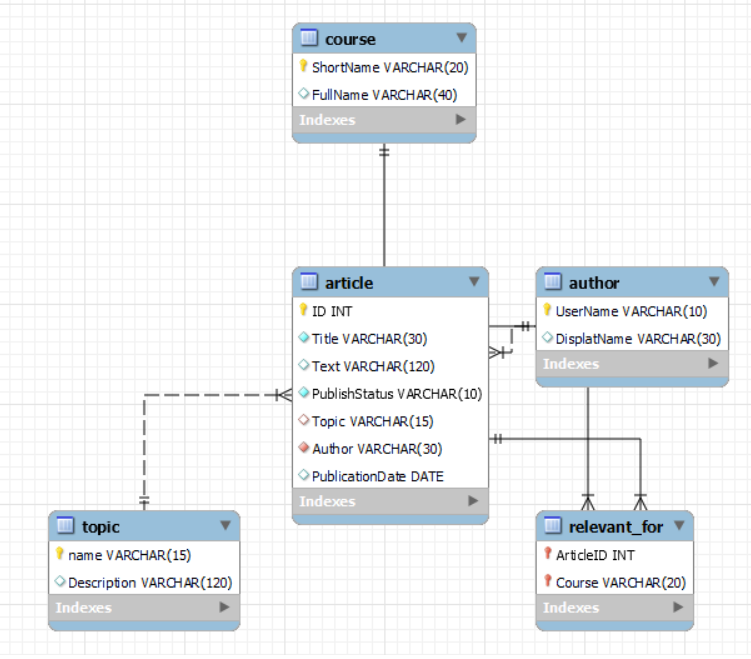 course
ShortName VARCHAR(20)
FullName VARCHAR(40)
Indexes
article
ID INT
Title VARCHAR(30)
Text VARCHAR(120)
PublishStatus VARCHAR(10)
Topic VARCHAR(15)
Author VARCHAR(30)
PublicationDate DATE
Indexes
author
UserName VARCHAR(10)
DisplatName VARCHAR(30)
Indexes
topic
name VARCHAR(15)
Description VARCHAR(120)
Indexes
relevant_for
ArticleID INT
Course VARCHAR(20)
Indexes